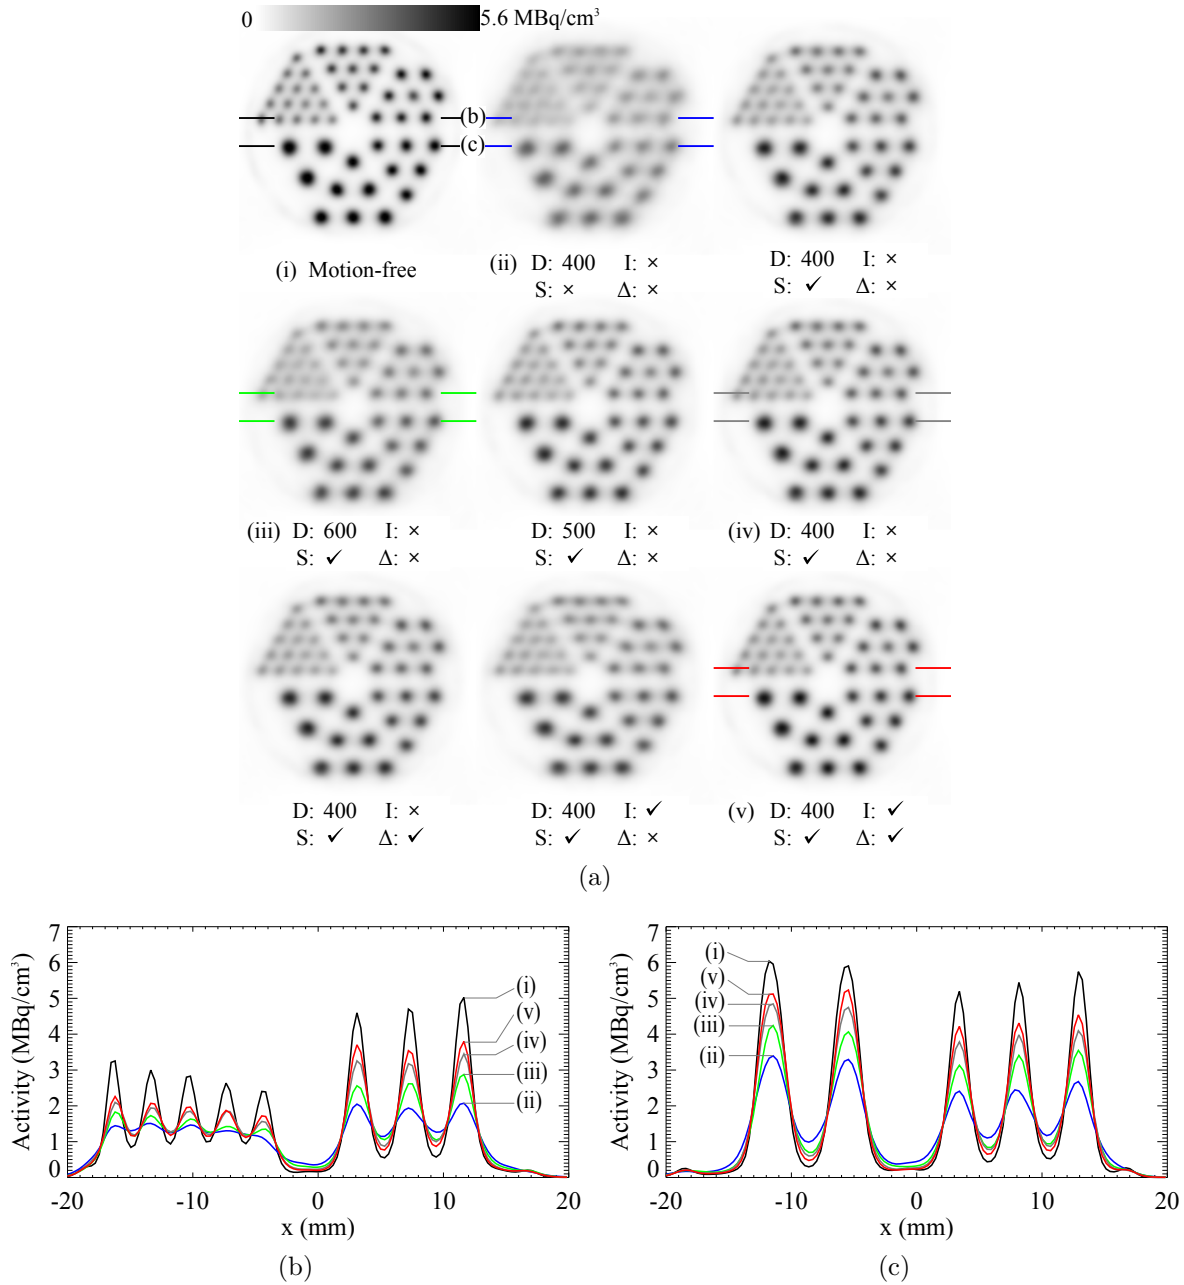 0 5.6 MBq/cm³
(b)
(c)
(i) Motion-free
(ii) D: 400 I: ×
S: × Δ: ×
D: 400 I: ×
S: ✓ Δ: ×
(iii) D: 600 I: ×
S: ✓ Δ: ×
D: 500 I: ×
S: ✓ Δ: ×
(iv) D: 400 I: ×
S: ✓ Δ: ×
D: 400 I: ×
S: ✓ Δ: ✓
D: 400 I: ✓
S: ✓ Δ: ×
(v) D: 400 I: ✓
S: ✓ Δ: ✓
(a)
Activity (MBq/cm³)
7
6
5
4
3
2
1
0
-20 -10 0 10 20
x (mm)
(i)
(v)
(iv)
(iii)
(ii)
(b)
Activity (MBq/cm³)
7
6
5
4
3
2
1
0
-20 -10 0 10 20
x (mm)
(i)
(v)
(iv)
(iii)
(ii)
(c)